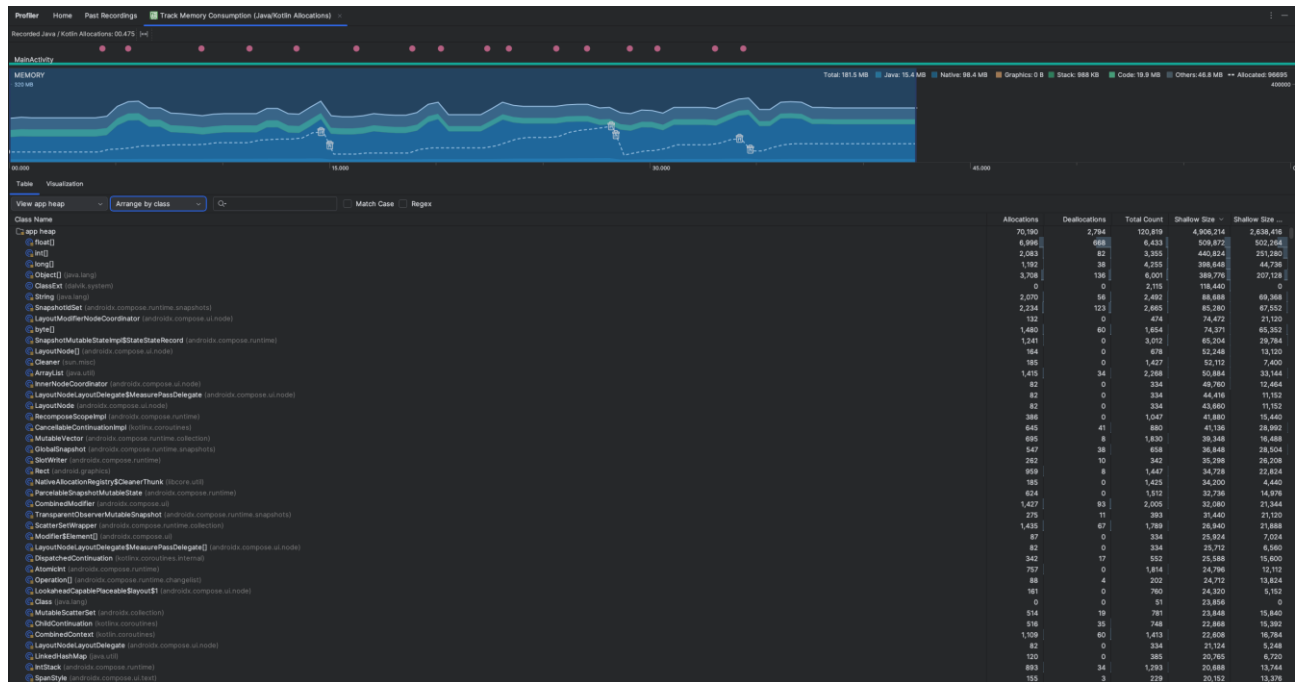 Profiler Home Past Recordings Track Memory Consumption (Java/Kotlin Allocations)
Recorded Java / Kotlin Allocations: 00.475
MainActivity
MEMORY Total: 181.5 MB Java: 15.4 MB Native: 98.4 MB Graphics: 0 B Stack: 988 KB Code: 19.9 MB Others: 46.8 MB Allocated: 96695
320 MB 400000
00.000 15.000 30.000 45.000
Table Visualization
View app heap Arrange by class Match Case Regex
Class Name Allocations Deallocations Total Count Shallow Size Shallow Size ...
app heap 70,190 2,794 120,819 4,906,214 2,638,416
float[] 6,996 668 6,433 509,872 502,264
int[] 2,083 82 3,355 440,824 251,280
long[] 1,192 38 4,255 398,648 44,736
Object[] (java.lang) 3,708 136 6,001 389,776 207,128
ClassExt (dalvik.system) 0 0 2,115 118,440 0
String (java.lang) 2,070 56 2,492 88,688 69,368
SnapshotIdSet (androidx.compose.runtime.snapshots) 2,234 123 2,665 85,280 67,552
LayoutModifierNodeCoordinator (androidx.compose.ui.node) 132 0 474 74,472 21,120
byte[] 1,480 60 1,654 74,371 65,352
SnapshotMutableStateImpl$StateStateRecord (androidx.compose.runtime) 1,241 0 3,012 65,204 29,784
LayoutNode[] (androidx.compose.ui.node) 164 0 678 52,248 13,120
Cleaner (sun.misc) 185 0 1,427 52,112 7,400
ArrayList (java.util) 1,415 34 2,268 50,884 33,144
InnerNodeCoordinator (androidx.compose.ui.node) 82 0 334 49,760 12,464
LayoutNodeLayoutDelegate$MeasurePassDelegate (androidx.compose.ui.node) 82 0 334 44,416 11,152
LayoutNode (androidx.compose.ui.node) 82 0 334 43,660 11,152
RecomposeScopeImpl (androidx.compose.runtime) 386 0 1,047 41,880 15,440
CancellableContinuationImpl (kotlinx.coroutines) 645 41 880 41,136 28,992
MutableVector (androidx.compose.runtime.collection) 695 8 1,830 39,348 16,488
GlobalSnapshot (androidx.compose.runtime.snapshots) 547 38 658 36,848 28,504
SlotWriter (androidx.compose.runtime) 262 10 342 35,298 26,208
Rect (android.graphics) 959 8 1,447 34,728 22,824
NativeAllocationRegistry$CleanerThunk (libcore.util) 185 0 1,425 34,200 4,440
ParcelableSnapshotMutableState (androidx.compose.runtime) 624 0 1,512 32,736 14,976
CombinedModifier (androidx.compose.ui) 1,427 93 2,005 32,080 21,344
TransparentObserverMutableSnapshot (androidx.compose.runtime.snapshots) 275 11 393 31,440 21,120
ScatterSetWrapper (androidx.compose.runtime.collection) 1,435 67 1,789 26,940 21,888
Modifier$Element[] (androidx.compose.ui) 87 0 334 25,924 7,024
LayoutNodeLayoutDelegate$MeasurePassDelegate[] (androidx.compose.ui.node) 82 0 334 25,712 6,560
DispatchedContinuation (kotlinx.coroutines.internal) 342 17 552 25,588 15,600
AtomicInt (androidx.compose.runtime) 757 0 1,814 24,796 12,112
Operation[] (androidx.compose.runtime.changelist) 88 4 202 24,712 13,824
LookaheadCapablePlaceable$layout$1 (androidx.compose.ui.node) 161 0 760 24,320 5,152
Class (java.lang) 0 0 51 23,856 0
MutableScatterSet (androidx.collection) 514 19 781 23,848 15,840
ChildContinuation (kotlinx.coroutines) 516 35 748 22,868 15,392
CombinedContext (kotlin.coroutines) 1,109 60 1,413 22,608 16,784
LayoutNodeLayoutDelegate (androidx.compose.ui.node) 82 0 334 21,124 5,248
LinkedHashMap (java.util) 120 0 385 20,765 6,720
IntStack (androidx.compose.runtime) 893 34 1,293 20,688 13,744
SpanStyle (androidx.compose.ui.text) 155 3 229 20,152 13,376